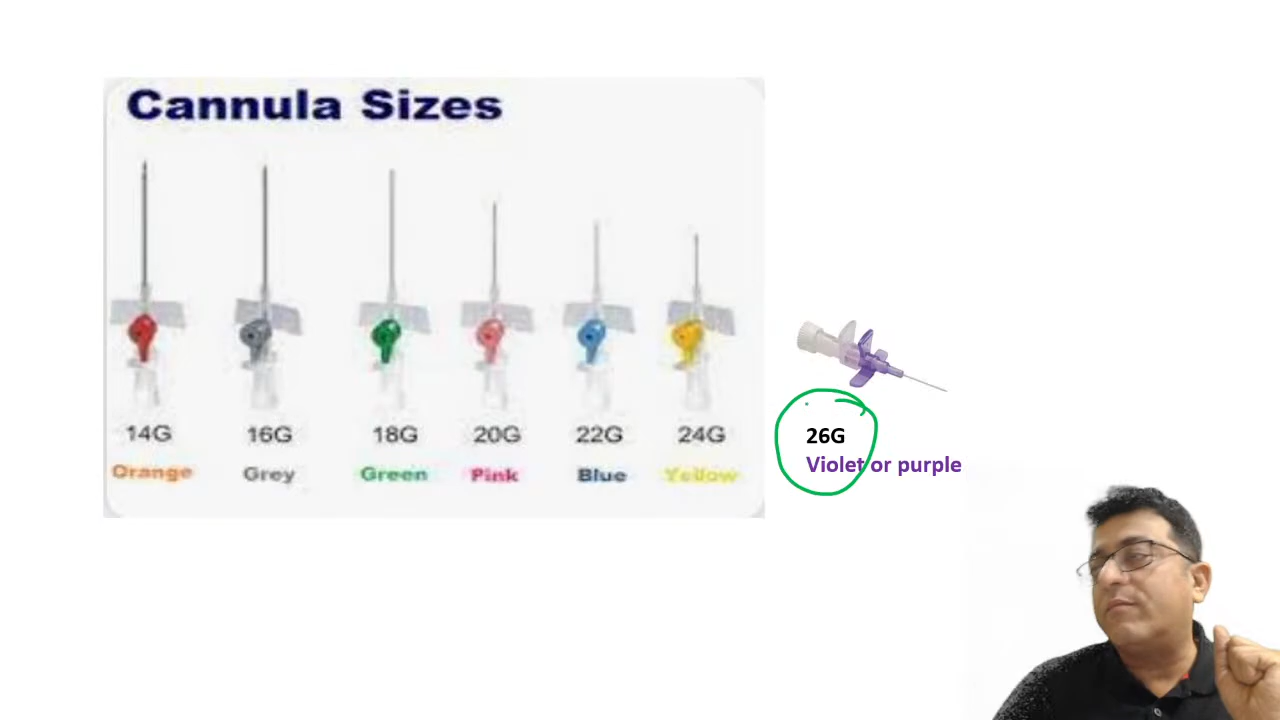 Cannula Sizes
14G 16G 18G 20G 22G 24G
Orange Grey Green Pink Blue Yellow
26G
Violet or purple